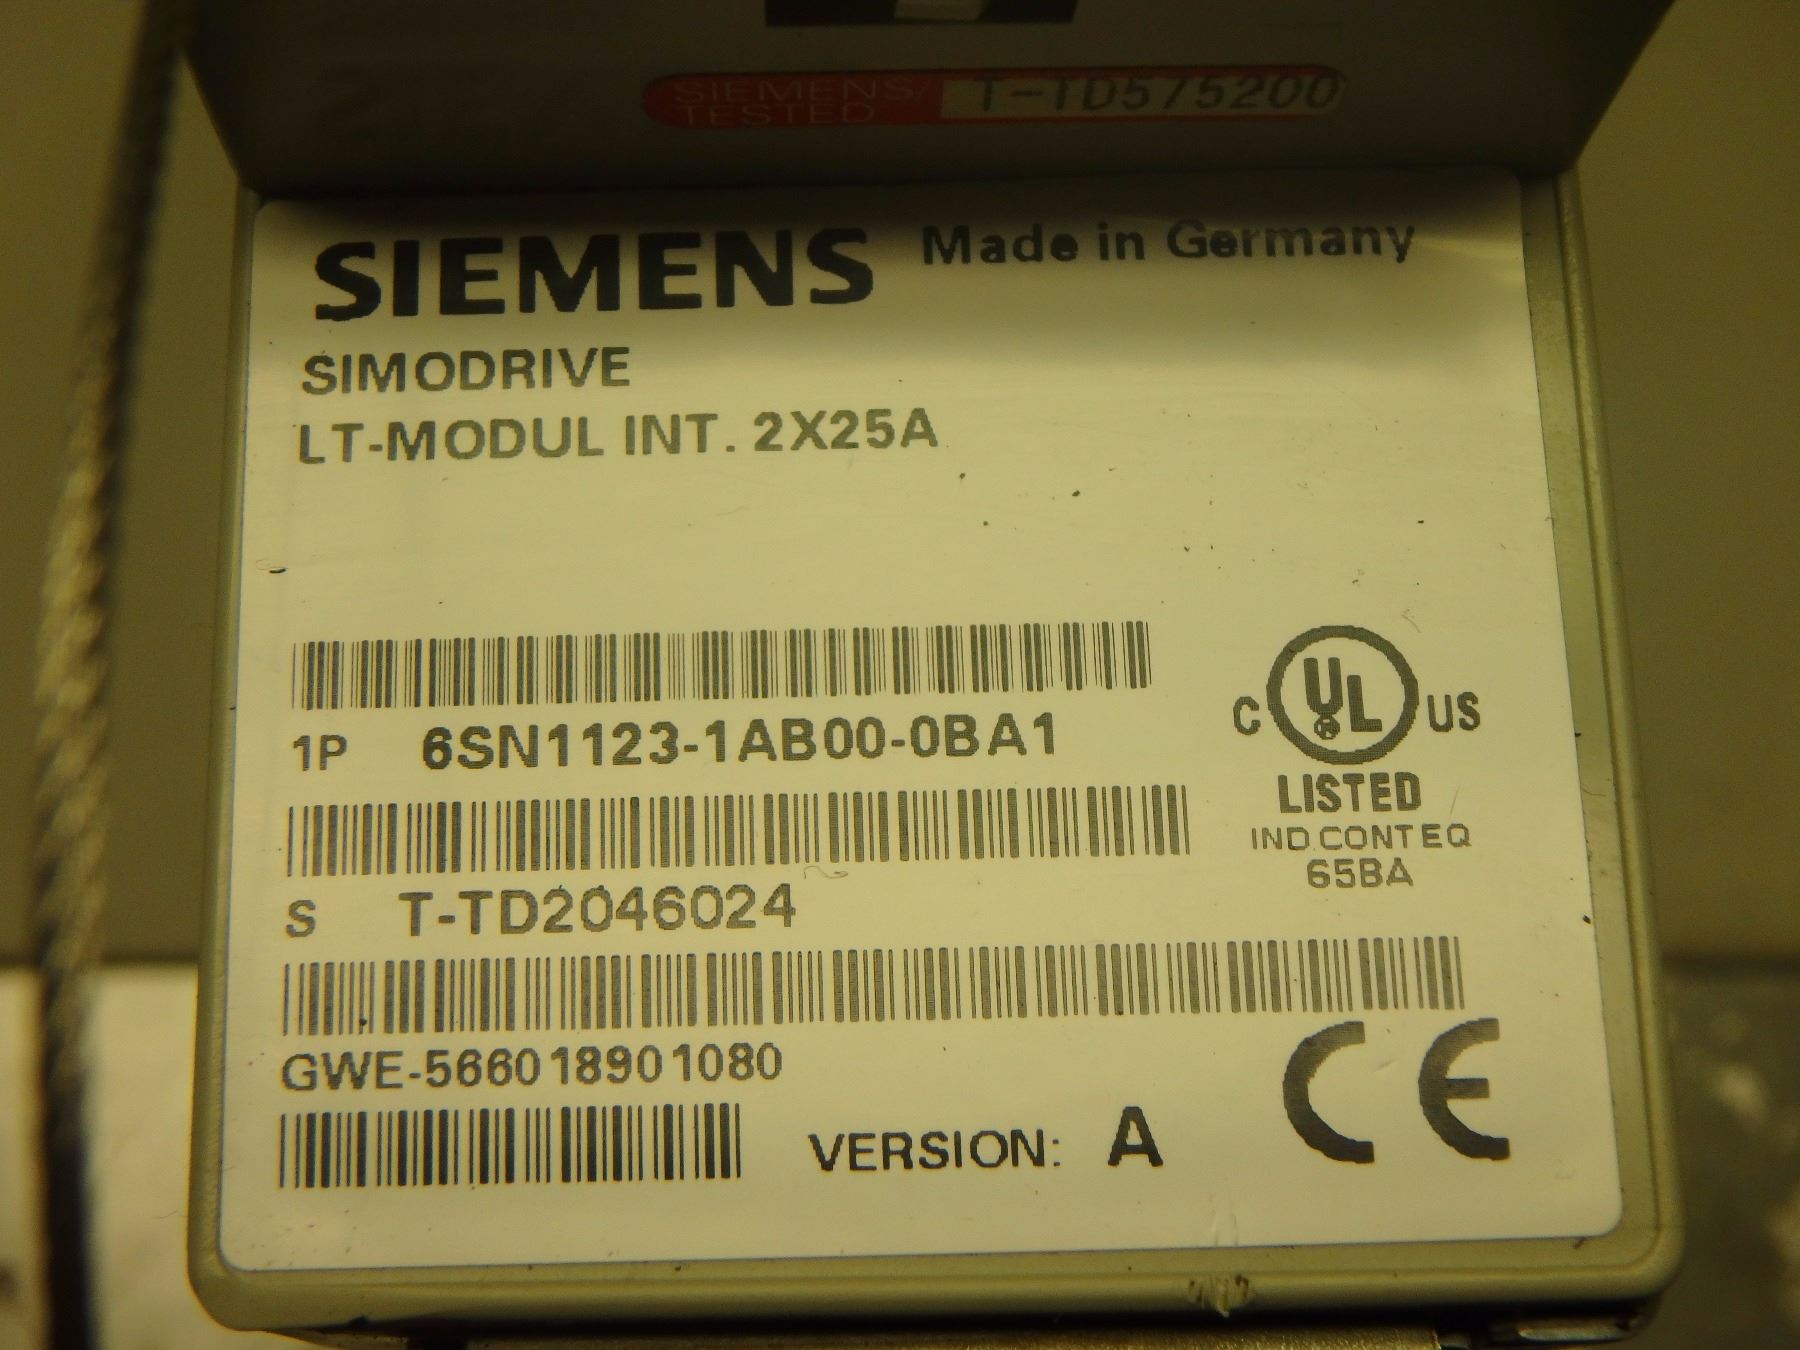 SIEMENS/ T-TD575200
TESTED
SIEMENS Made in Germany
SIMODRIVE
LT-MODUL INT. 2X25A
1P 6SN1123-1AB00-0BA1
C UL US
LISTED
IND.CONT EQ
65BA
S T-TD2046024
GWE-566018901080
VERSION: A
CE